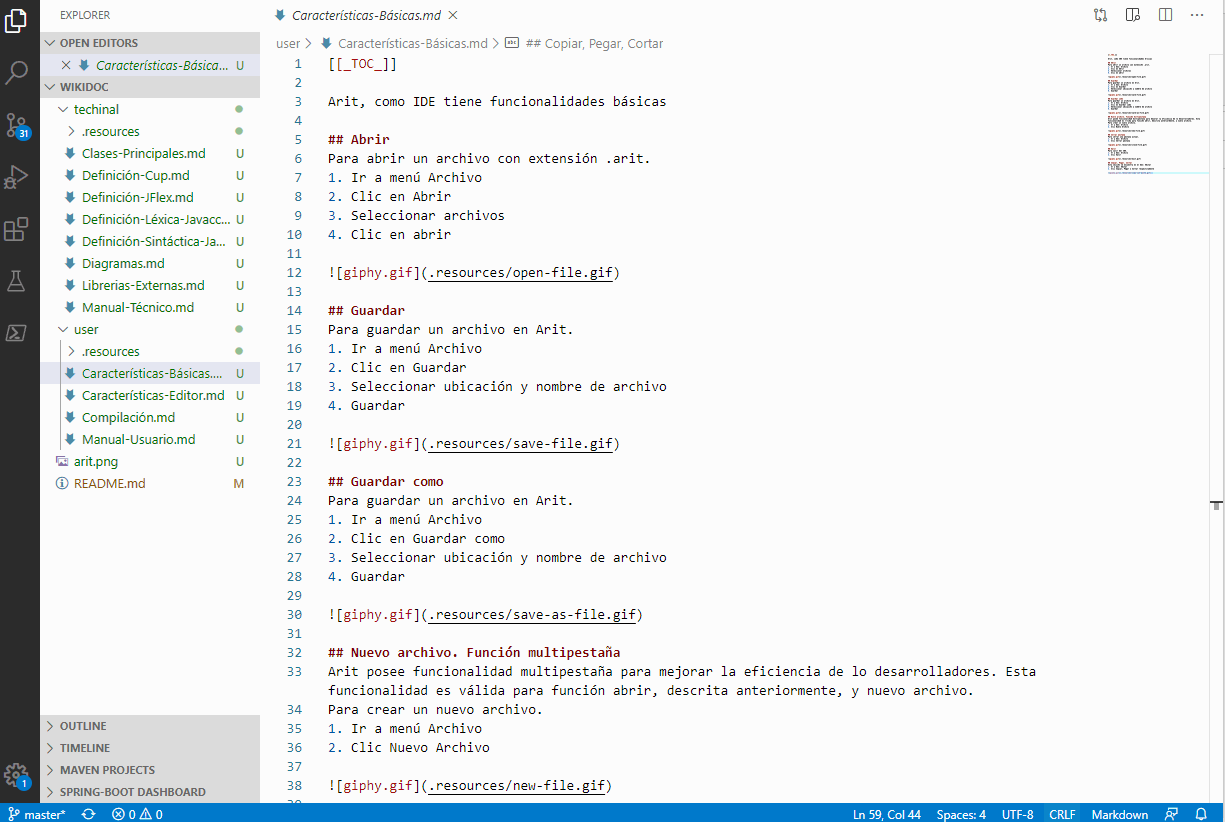 EXPLORER
OPEN EDITORS
Características-Básica... U
WIKIDOC
techinal
.resources
Clases-Principales.md U
Definición-Cup.md U
Definición-JFlex.md U
Definición-Léxica-Javacc... U
Definición-Sintáctica-Ja... U
Diagramas.md U
Librerias-Externas.md U
Manual-Técnico.md U
user
.resources
Características-Básicas.... U
Características-Editor.md U
Compilación.md U
Manual-Usuario.md U
arit.png U
README.md M
OUTLINE
TIMELINE
MAVEN PROJECTS
SPRING-BOOT DASHBOARD
31
1
Características-Básicas.md
user > Características-Básicas.md > ## Copiar, Pegar, Cortar
1 [[_TOC_]]
2
3 Arit, como IDE tiene funcionalidades básicas
4
5 ## Abrir
6 Para abrir un archivo con extensión .arit.
7 1. Ir a menú Archivo
8 2. Clic en Abrir
9 3. Seleccionar archivos
10 4. Clic en abrir
11
12 ![giphy.gif](.resources/open-file.gif)
13
14 ## Guardar
15 Para guardar un archivo en Arit.
16 1. Ir a menú Archivo
17 2. Clic en Guardar
18 3. Seleccionar ubicación y nombre de archivo
19 4. Guardar
20
21 ![giphy.gif](.resources/save-file.gif)
22
23 ## Guardar como
24 Para guardar un archivo en Arit.
25 1. Ir a menú Archivo
26 2. Clic en Guardar como
27 3. Seleccionar ubicación y nombre de archivo
28 4. Guardar
29
30 ![giphy.gif](.resources/save-as-file.gif)
31
32 ## Nuevo archivo. Función multipestaña
33 Arit posee funcionalidad multipestaña para mejorar la eficiencia de lo desarrolladores. Esta
funcionalidad es válida para función abrir, descrita anteriormente, y nuevo archivo.
34 Para crear un nuevo archivo.
35 1. Ir a menú Archivo
36 2. Clic Nuevo Archivo
37
38 ![giphy.gif](.resources/new-file.gif)
master* 0 0 Ln 59, Col 44 Spaces: 4 UTF-8 CRLF Markdown